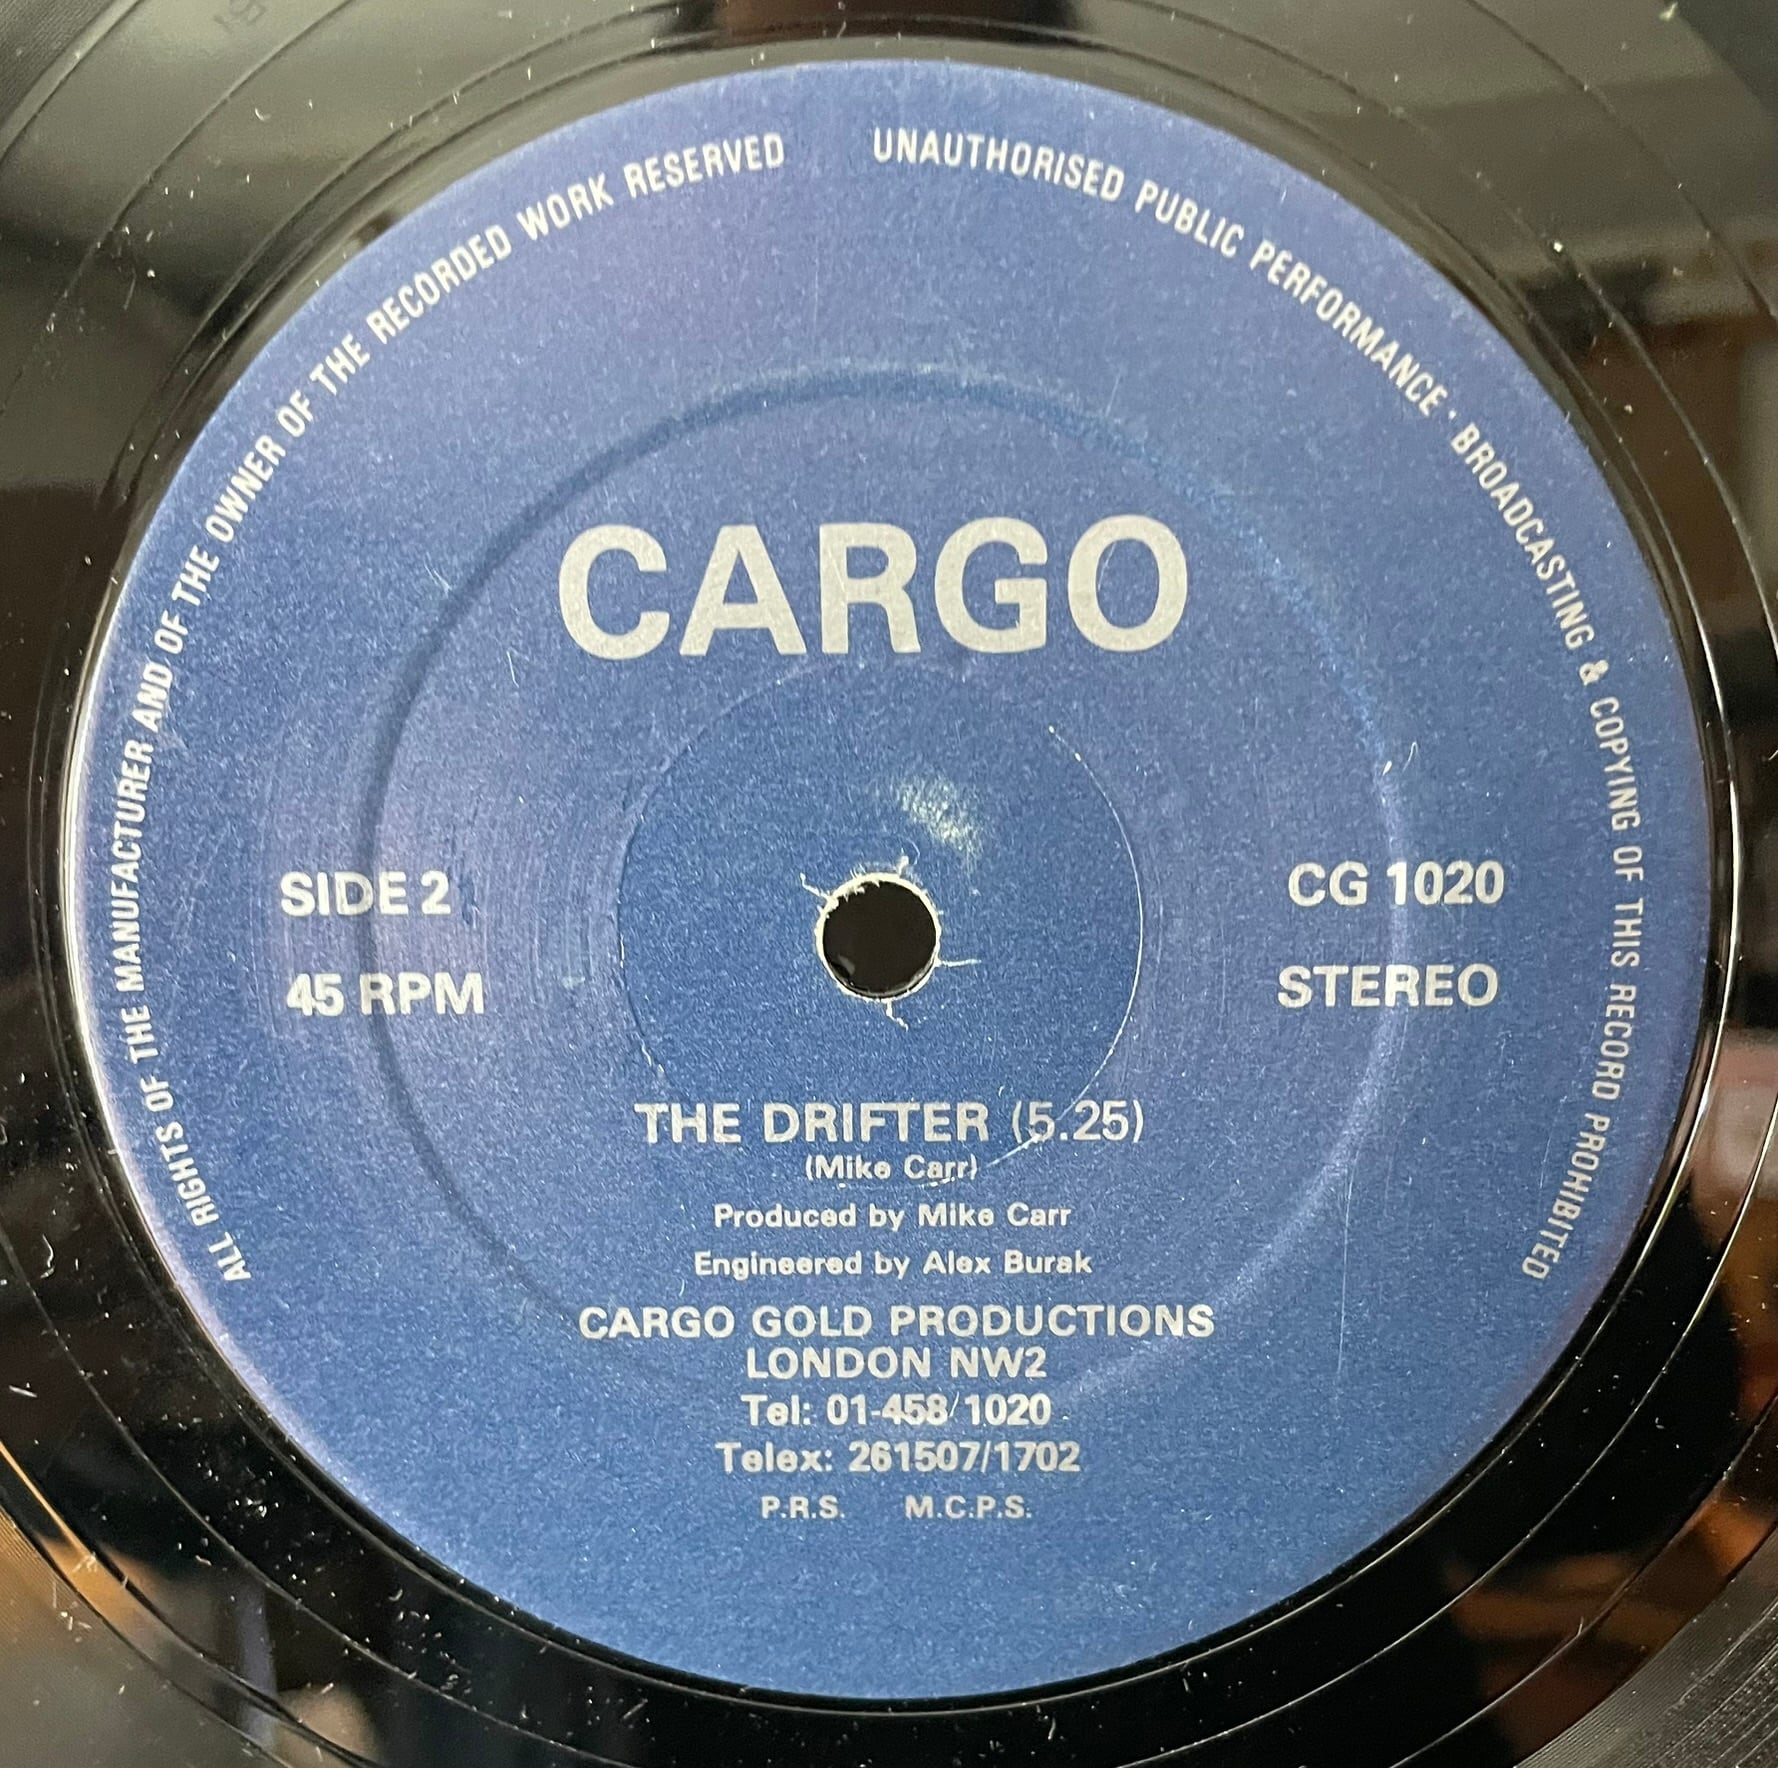 ALL RIGHTS OF THE MANUFACTURER AND OF THE OWNER OF THE RECORDED WORK RESERVED
UNAUTHORISED PUBLIC PERFORMANCE · BROADCASTING & COPYING OF THIS RECORD PROHIBITED
CARGO
SIDE 2
CG 1020
45 RPM
STEREO
THE DRIFTER (5.25)
(Mike Carr)
Produced by Mike Carr
Engineered by Alex Burak
CARGO GOLD PRODUCTIONS
LONDON NW2
Tel: 01-458/1020
Telex: 261507/1702
P.R.S. M.C.P.S.